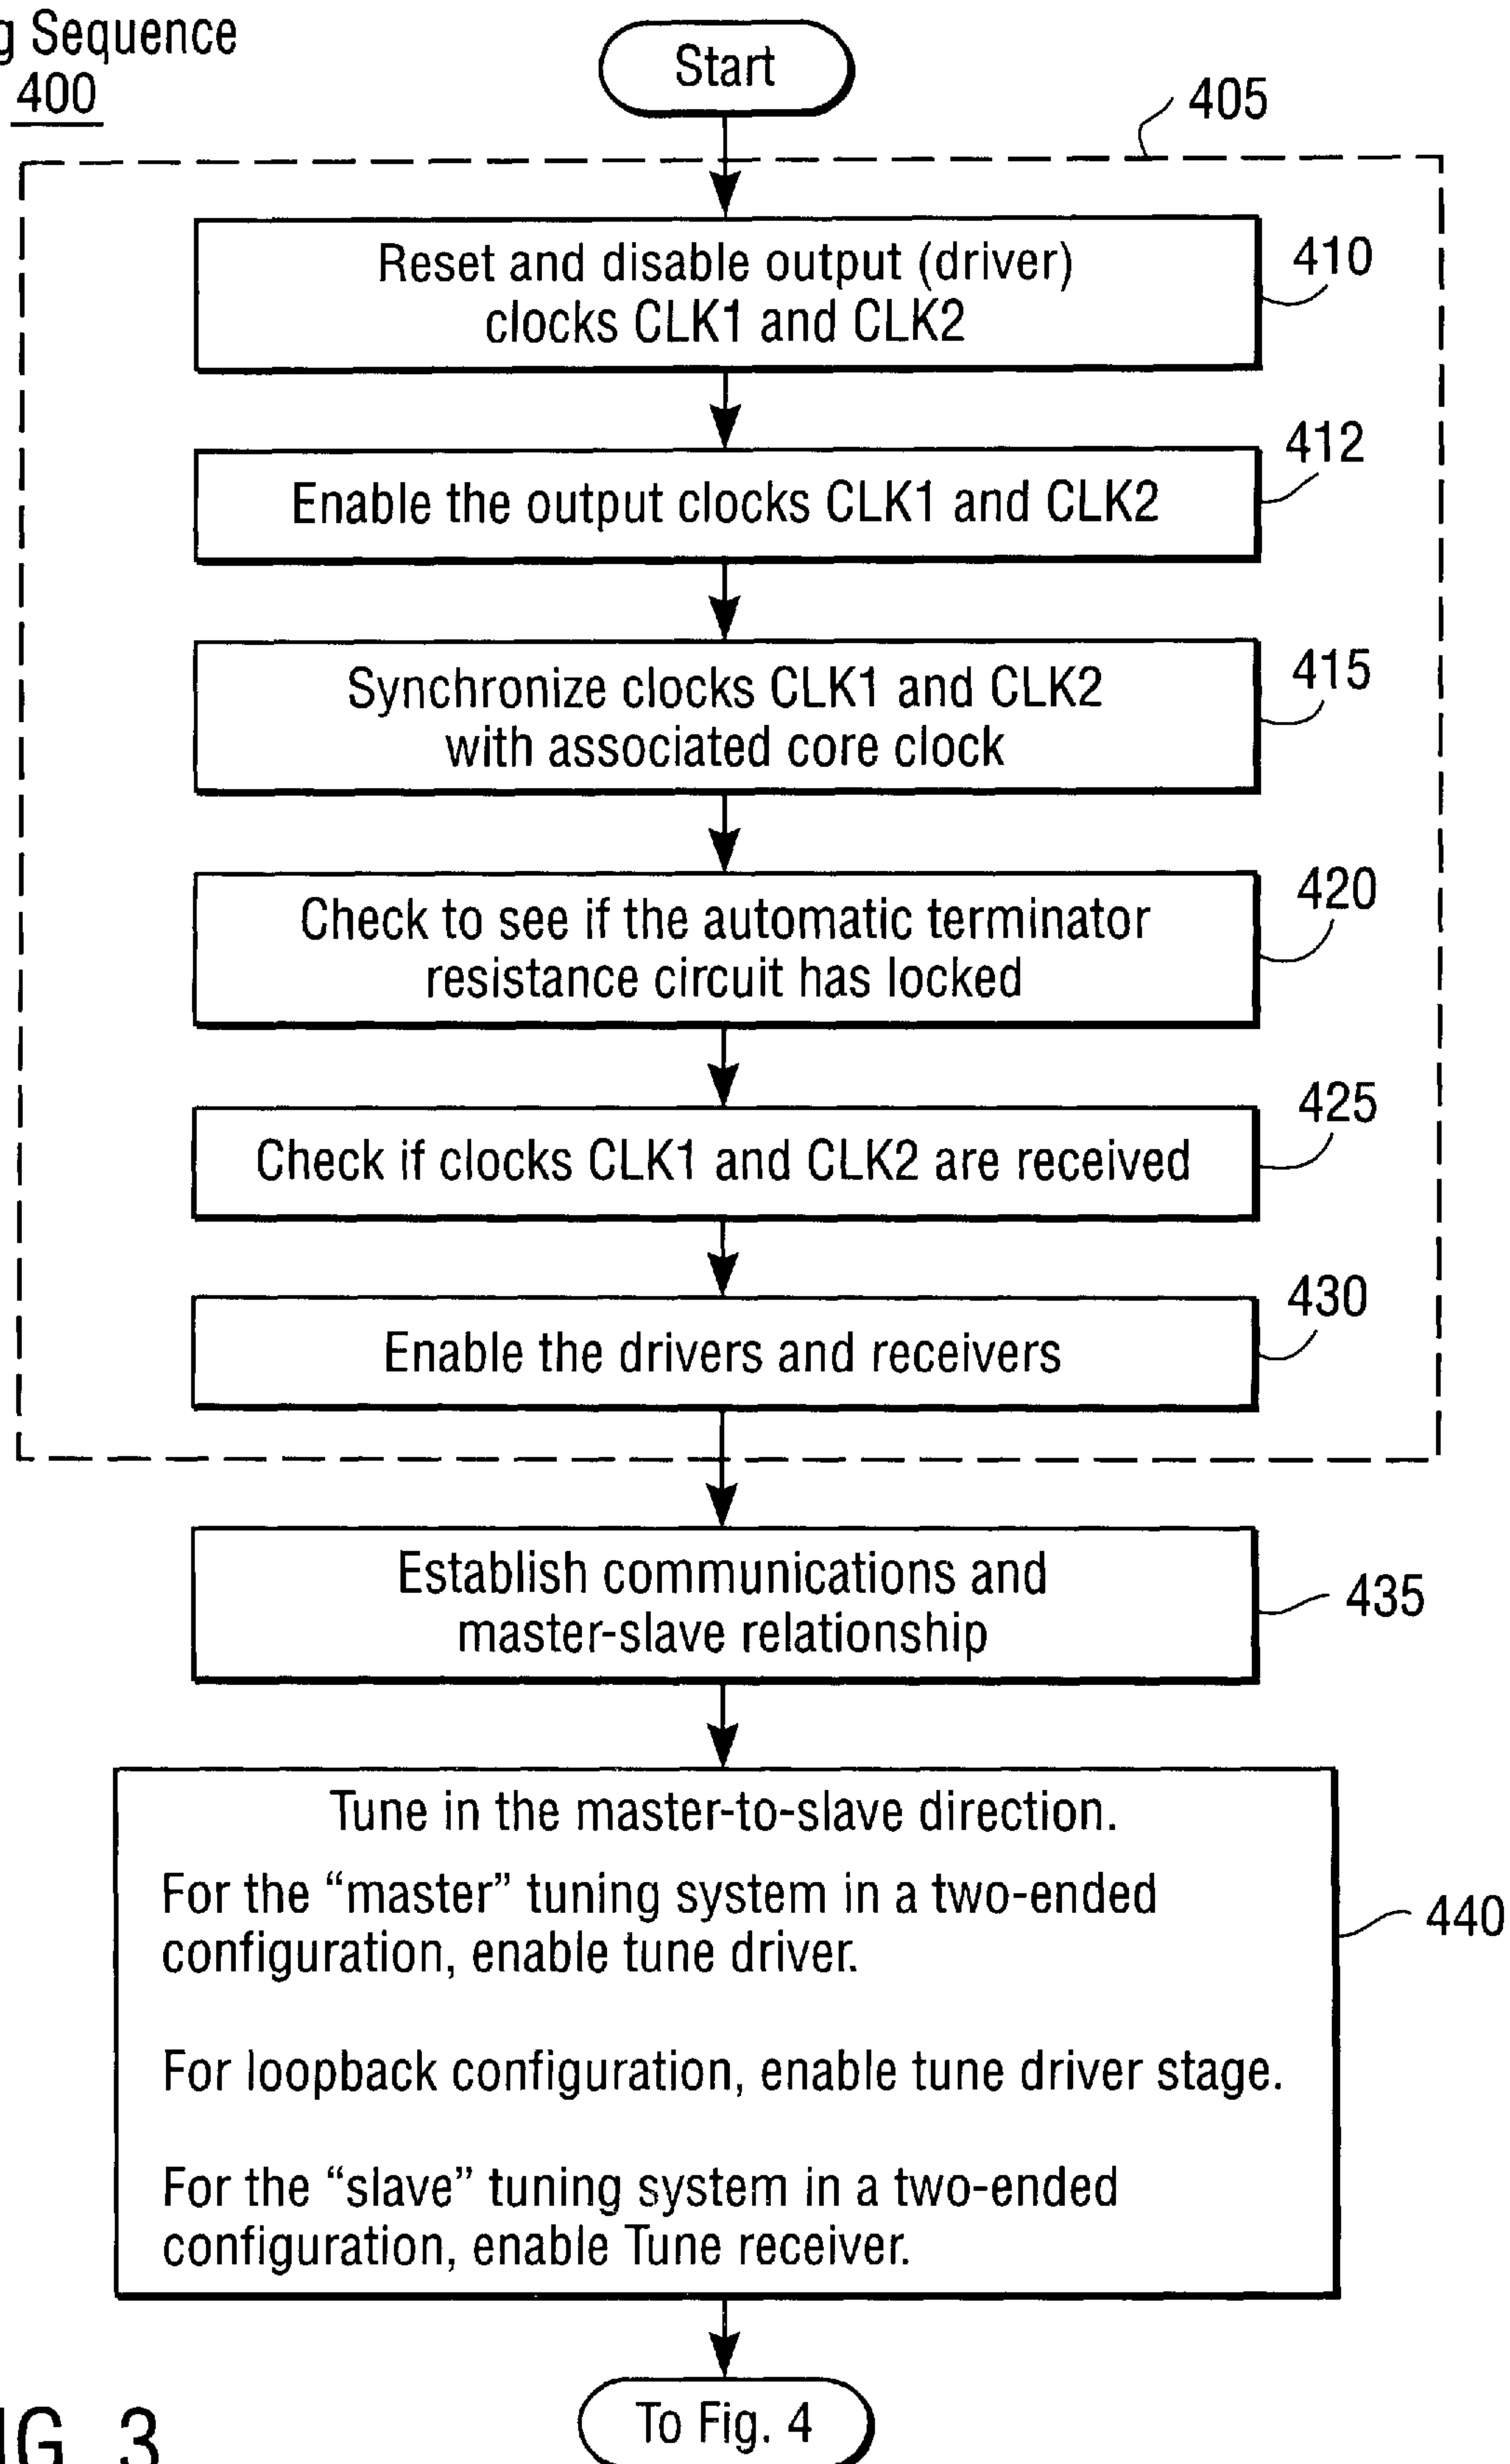 Sequence
400
Start
405
Reset and disable output (driver)
clocks CLK1 and CLK2
410
Enable the output clocks CLK1 and CLK2
412
Synchronize clocks CLK1 and CLK2
with associated core clock
415
Check to see if the automatic terminator
resistance circuit has locked
420
Check if clocks CLK1 and CLK2 are received
425
Enable the drivers and receivers
430
Establish communications and
master-slave relationship
435
Tune in the master-to-slave direction.
For the “master” tuning system in a two-ended
configuration, enable tune driver.
For loopback configuration, enable tune driver stage.
For the “slave” tuning system in a two-ended
configuration, enable Tune receiver.
440
To Fig. 4
3